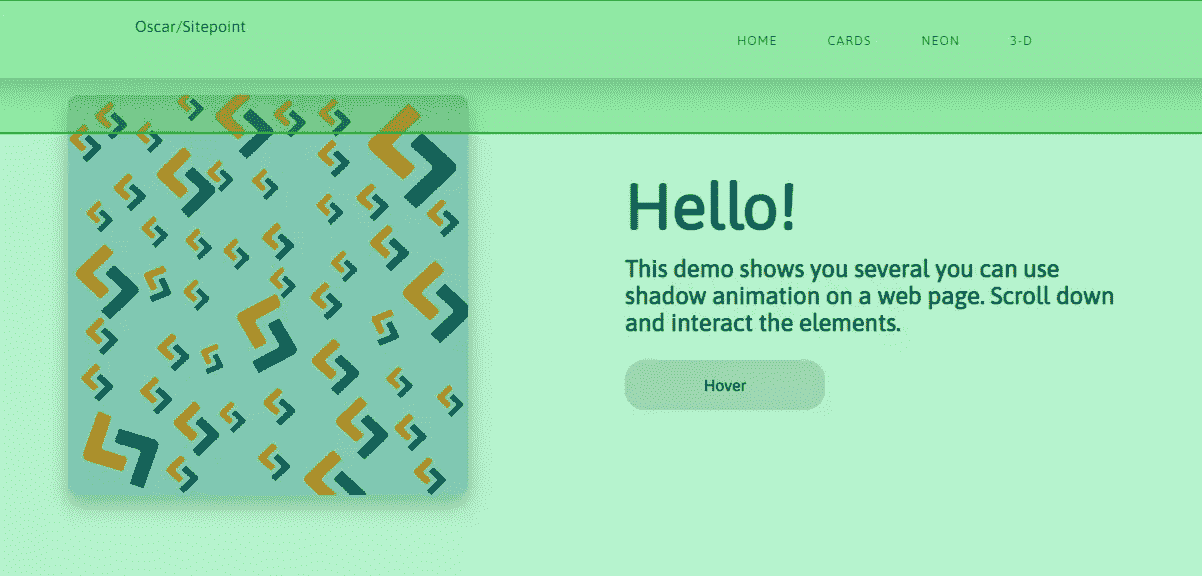 Oscar/Sitepoint
HOME CARDS NEON 3-D
Hello!
This demo shows you several you can use
shadow animation on a web page. Scroll down
and interact the elements.
Hover